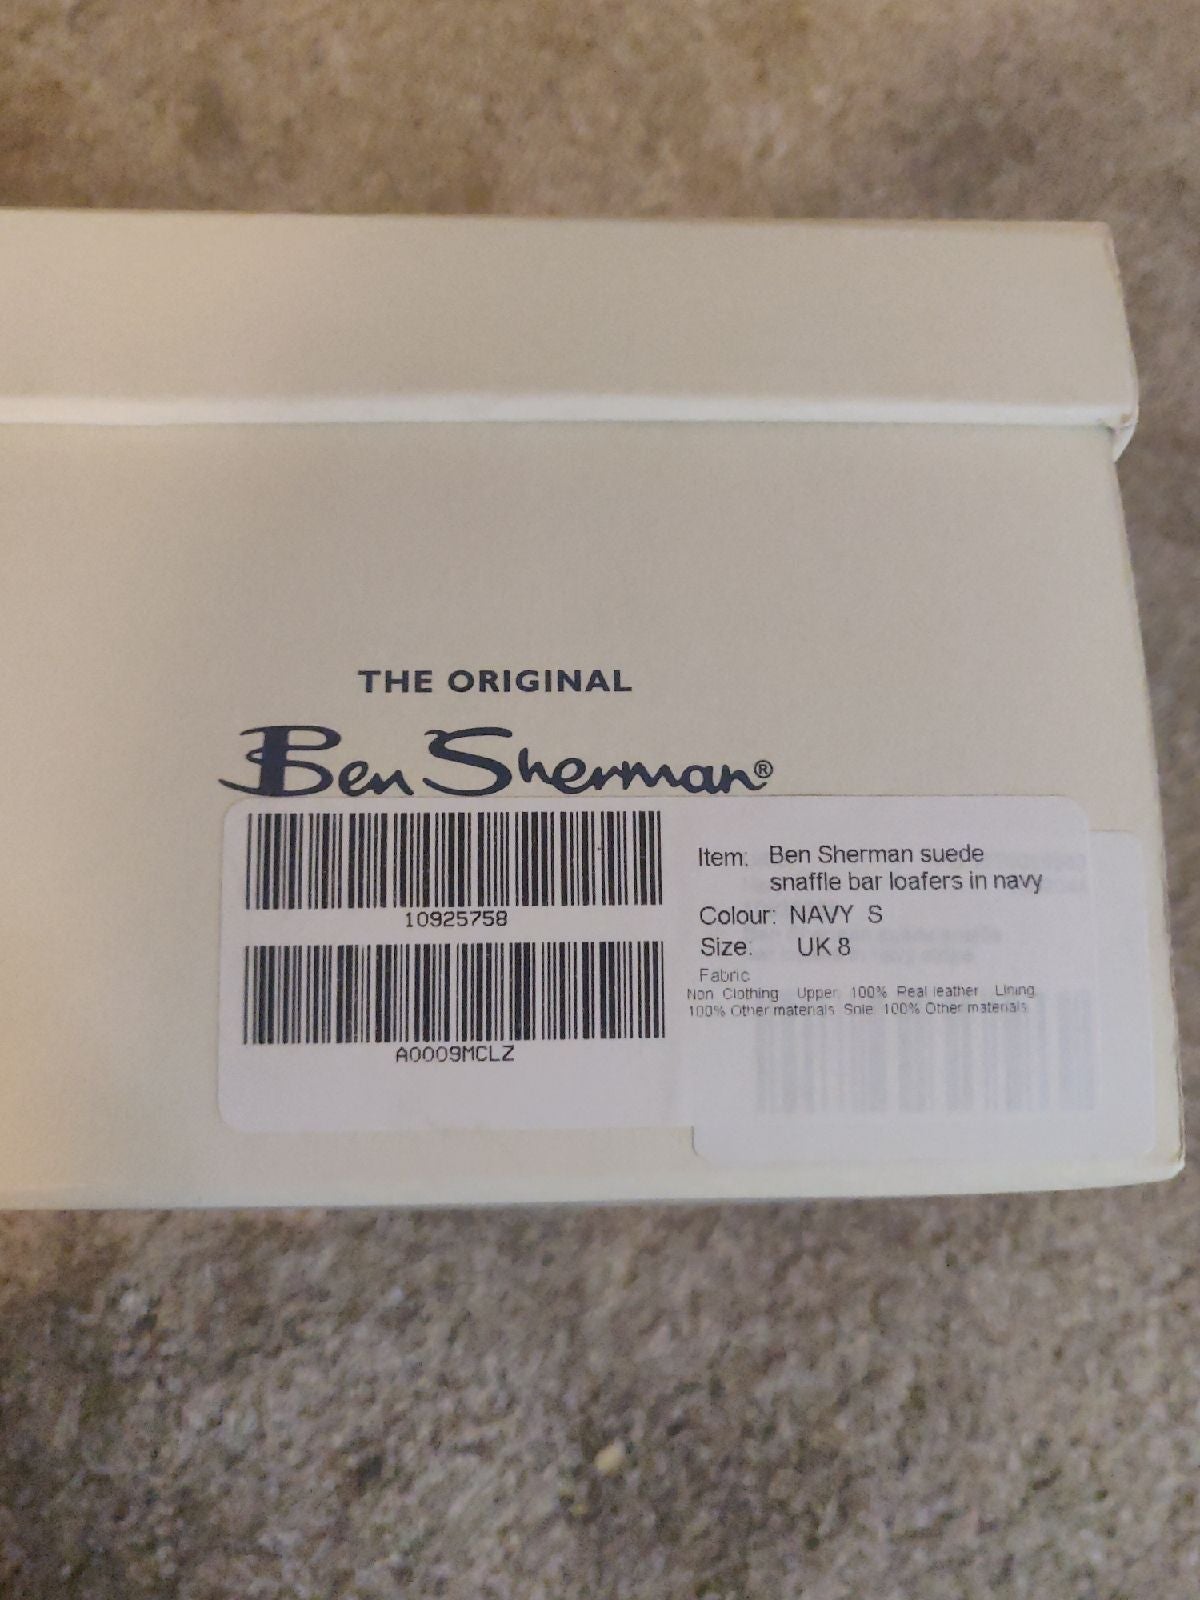 THE ORIGINAL
Ben Sherman®
10925758
A0009MCLZ
Item: Ben Sherman suede
snaffle bar loafers in navy
Colour: NAVY S
Size: UK 8
Fabric
Non Clothing Upper 100% Real leather Lining
100% Other materials Sole 100% Other materials